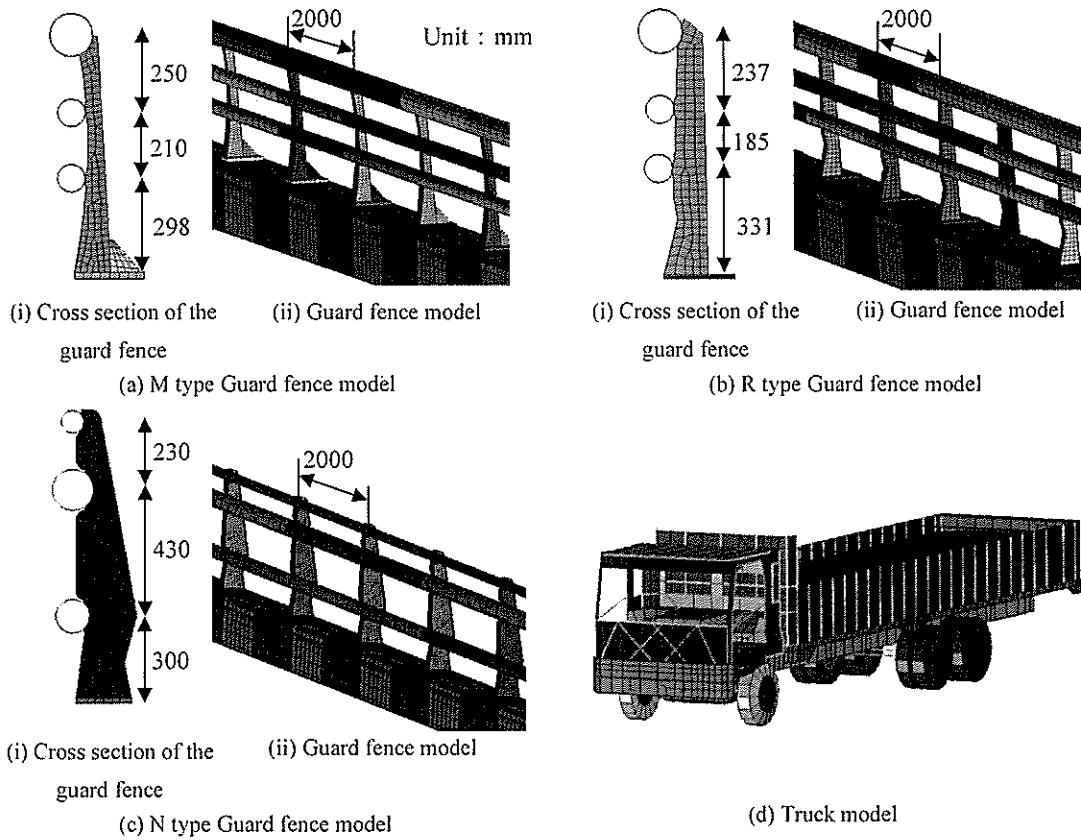 2000
Unit : mm
250
210
298
(i) Cross section of the
guard fence
(ii) Guard fence model
(a) M type Guard fence model
2000
237
185
331
(i) Cross section of the
guard fence
(ii) Guard fence model
(b) R type Guard fence model
230
430
300
2000
(i) Cross section of the
guard fence
(ii) Guard fence model
(c) N type Guard fence model
(d) Truck model